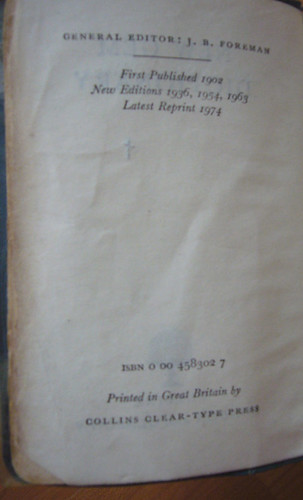 GENERAL EDITOR: J. B. FOREMAN
First Published 1902
New Editions 1936, 1954, 1963
Latest Reprint 1974
ISBN 0 00 458302 7
Printed in Great Britain by
COLLINS CLEAR-TYPE PRESS